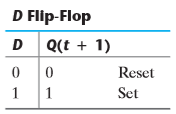 D Flip-Flop
D Q(t + 1)
0 0 Reset
1 1 Set